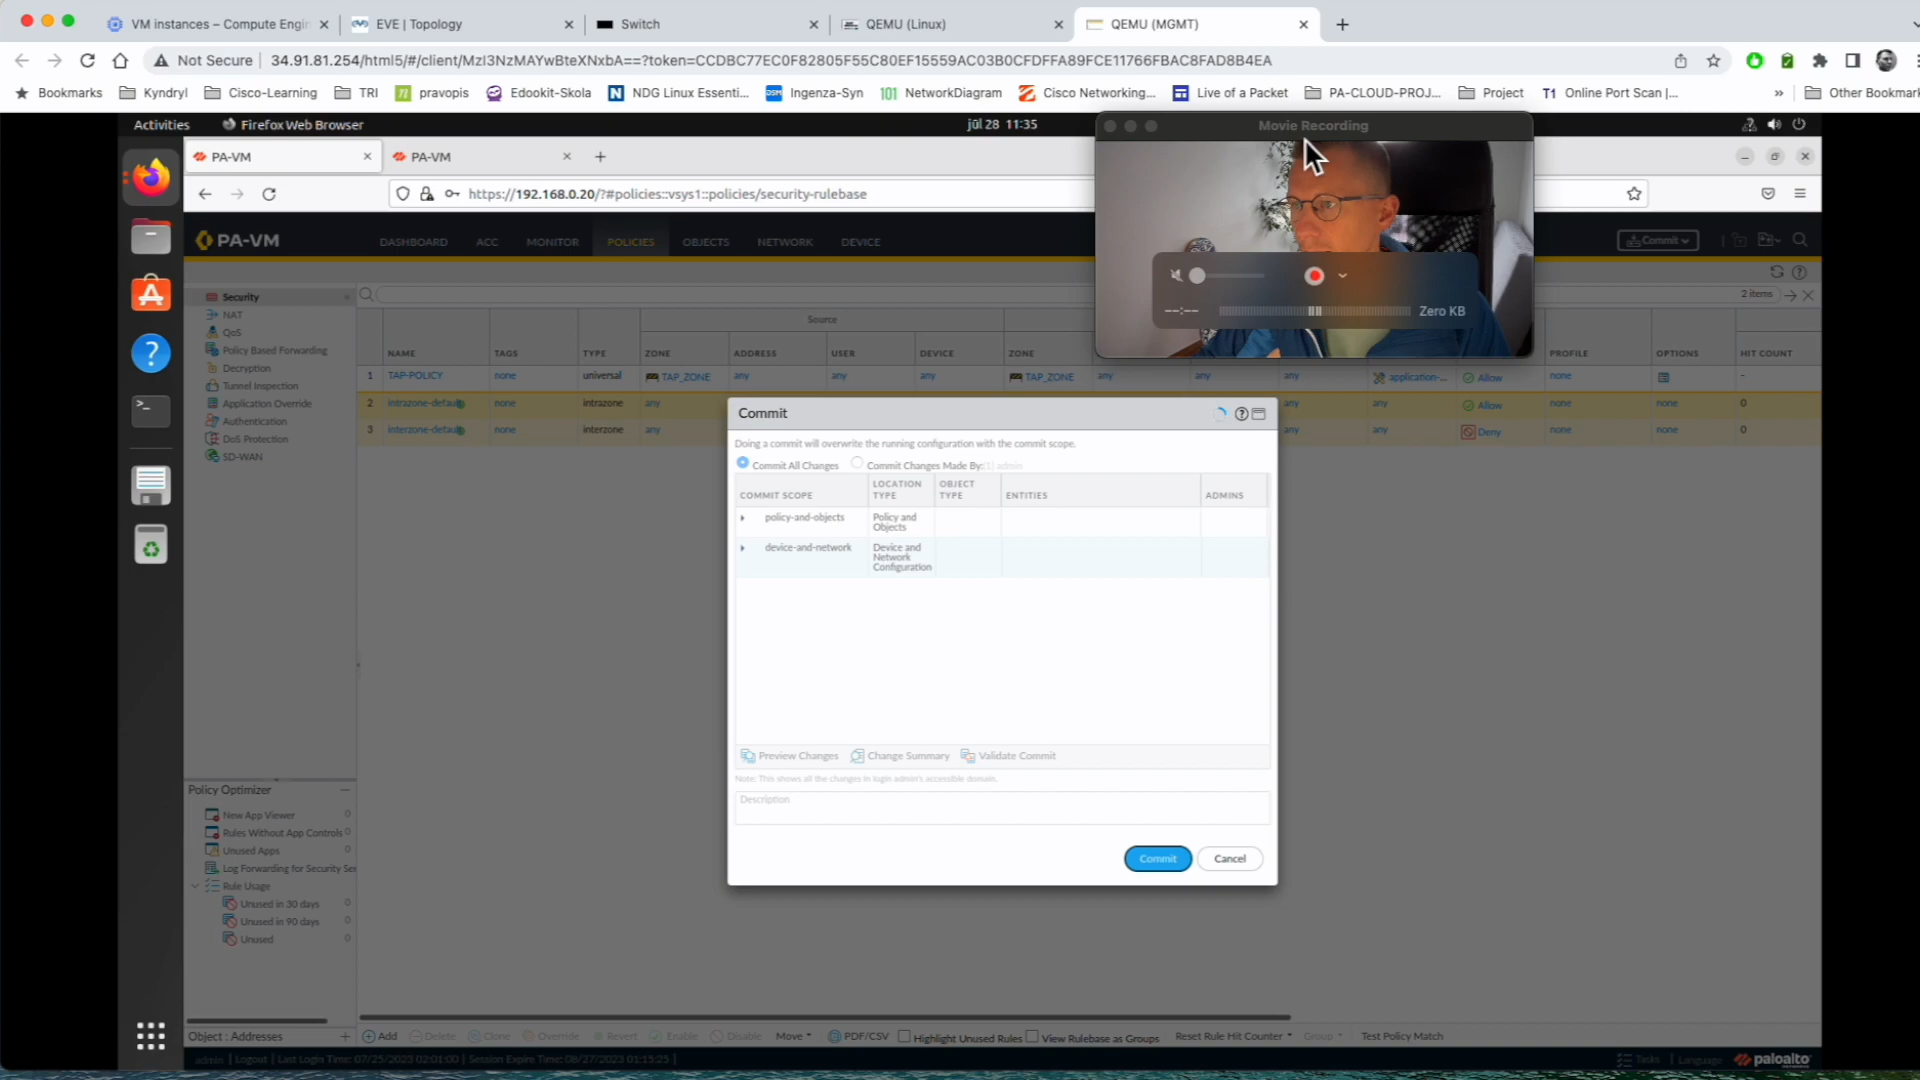 VM instances – Compute Engin
EVE | Topology
Switch
QEMU (Linux)
QEMU (MGMT)
Not Secure
34.91.81.254/html5/#/client/MzI3NzMAYwBteXNxbA==?token=CCDBC77EC0F82805F55C80EF15559AC03B0CFDFFA89FCE11766FBAC8FAD8B4EA
Bookmarks
Kyndryl
Cisco-Learning
TRI
pravopis
Edookit-Skola
NDG Linux Essenti...
Ingenza-Syn
101 NetworkDiagram
Cisco Networking...
Live of a Packet
PA-CLOUD-PROJ...
Project
T1 Online Port Scan |...
»
Other Bookmark
Activities
Firefox Web Browser
jūl 28 11:35
Movie Recording
PA-VM
PA-VM
https://192.168.0.20/?#policies::vsys1::policies/security-rulebase
PA-VM
DASHBOARD
ACC
MONITOR
POLICIES
OBJECTS
NETWORK
DEVICE
Commit
--:--
Zero KB
2 items
Security
NAT
QoS
Policy Based Forwarding
Decryption
Tunnel Inspection
Application Override
Authentication
DoS Protection
SD-WAN
Source
NAME
TAGS
TYPE
ZONE
ADDRESS
USER
DEVICE
ZONE
PROFILE
OPTIONS
HIT COUNT
1 TAP-POLICY none universal TAP_ZONE any any any TAP_ZONE any any any application-... Allow none -
2 intrazone-default none intrazone any any any Allow none none 0
3 interzone-default none interzone any any any Deny none none 0
Commit
Doing a commit will overwrite the running configuration with the commit scope.
Commit All Changes
Commit Changes Made By:(1) admin
COMMIT SCOPE
LOCATION TYPE
OBJECT TYPE
ENTITIES
ADMINS
policy-and-objects
Policy and Objects
device-and-network
Device and Network Configuration
Preview Changes
Change Summary
Validate Commit
Note: This shows all the changes in login admin's accessible domain.
Description
Commit
Cancel
Policy Optimizer
New App Viewer 0
Rules Without App Controls 0
Unused Apps 0
Log Forwarding for Security Ser
Rule Usage
Unused in 30 days 0
Unused in 90 days 0
Unused 0
Object : Addresses
Add
Delete
Clone
Override
Revert
Enable
Disable
Move
PDF/CSV
Highlight Unused Rules
View Rulebase as Groups
Reset Rule Hit Counter
Group
Test Policy Match
admin | Logout | Last Login Time: 07/25/2023 02:01:00 | Session Expire Time: 08/27/2023 01:15:25 |
Tasks | Language
paloalto